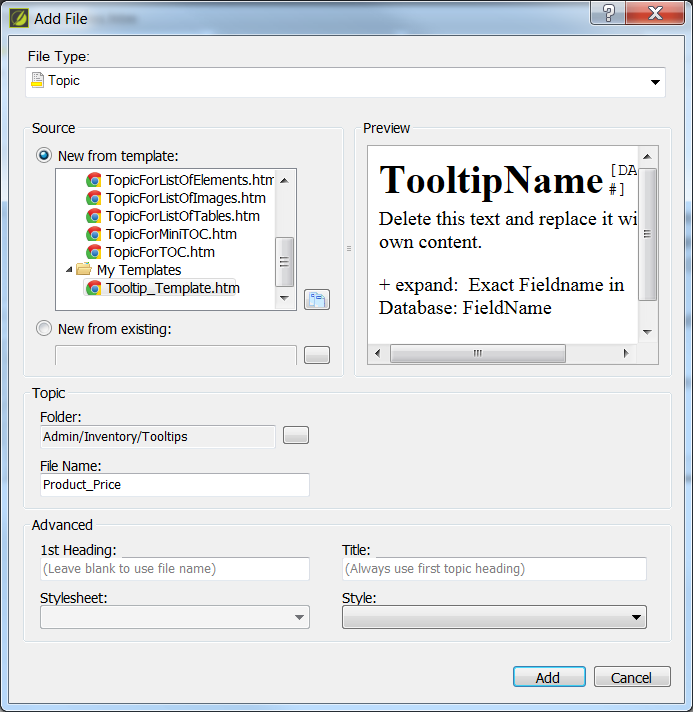 Add File
File Type:
Topic
Source
New from template:
TopicForListOfElements.htm
TopicForListOfImages.htm
TopicForListOfTables.htm
TopicForMiniTOC.htm
TopicForTOC.htm
My Templates
Tooltip_Template.htm
New from existing:
Preview
TooltipName [DA
#]
Delete this text and replace it wi
own content.
+ expand: Exact Fieldname in
Database: FieldName
Topic
Folder:
Admin/Inventory/Tooltips
File Name:
Product_Price
Advanced
1st Heading:
(Leave blank to use file name)
Title:
(Always use first topic heading)
Stylesheet:
Style:
Add
Cancel